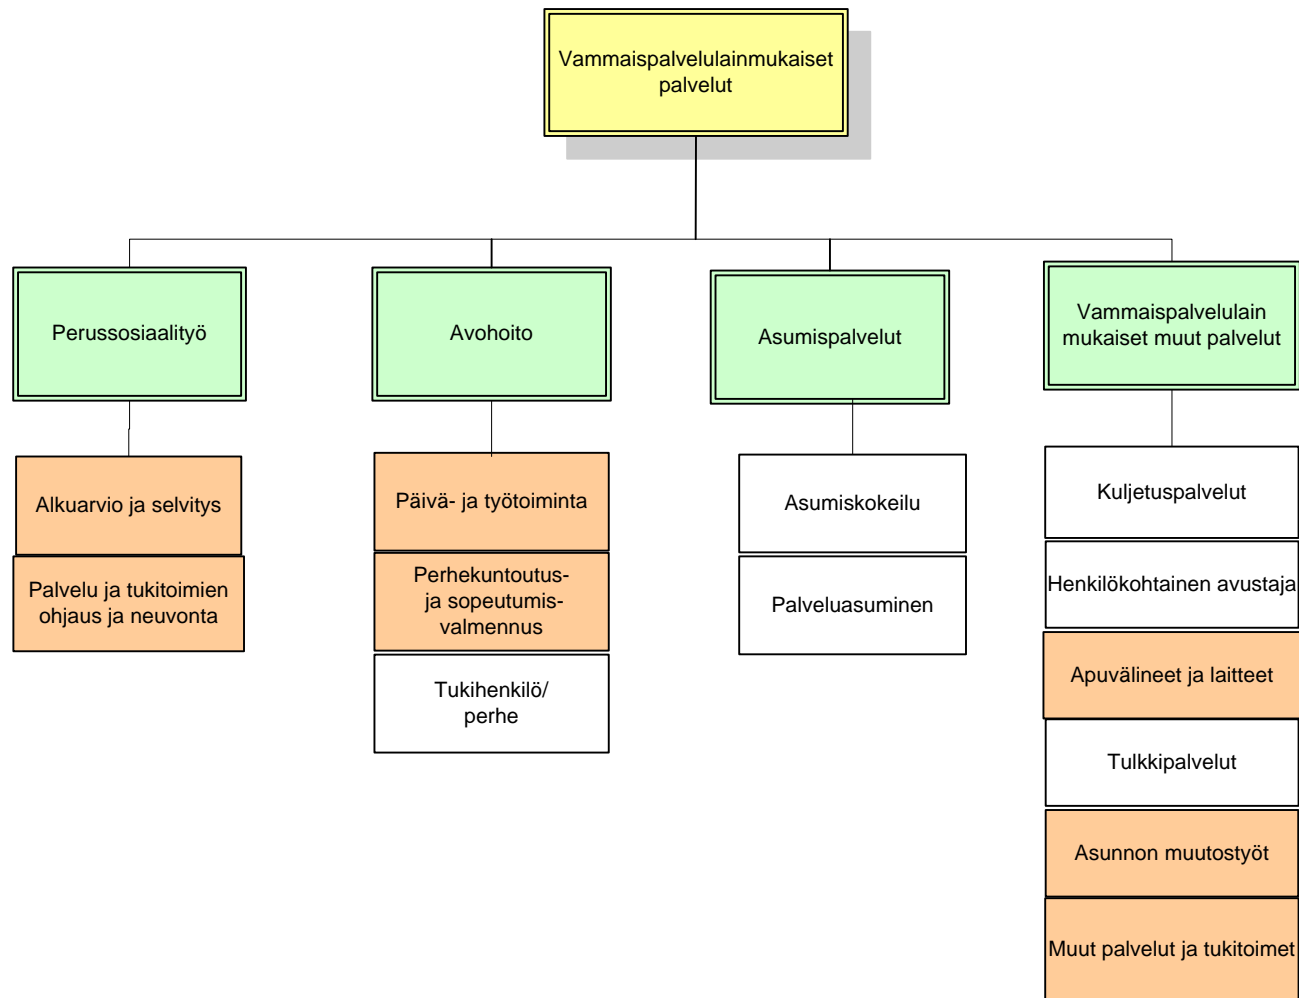 Vammaispalvelulainmukaiset
palvelut
Perussosiaalityö
Avohoito
Asumispalvelut
Vammaispalvelulain
mukaiset muut palvelut
Alkuarvio ja selvitys
Palvelu ja tukitoimien
ohjaus ja neuvonta
Päivä- ja työtoiminta
Perhekuntoutus-
ja sopeutumis-
valmennus
Tukihenkilö/
perhe
Asumiskokeilu
Palveluasuminen
Kuljetuspalvelut
Henkilökohtainen avustaja
Apuvälineet ja laitteet
Tulkkipalvelut
Asunnon muutostyöt
Muut palvelut ja tukitoimet